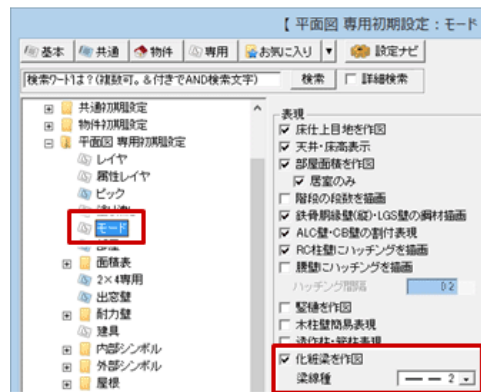 【 平面図 専用初期設定：モード
基本 共通 物件 専用 お気に入り ▼ 設定ナビ
検索ワードは？(複数可。&付きでAND検索文字) 検索 詳細検索
共通初期設定
物件初期設定
平面図 専用初期設定
レイヤ
属性レイヤ
ピック
モード
面積表
2×4専用
出窓壁
耐力壁
建具
内部シンボル
外部シンボル
屋根
表現
床仕上目地を作図
天井・床高表示
部屋面積を作図
居室のみ
階段の段数を描画
鉄骨胴縁壁(縦)・LGS壁の鋼材描画
ALC壁・CB壁の割付表現
RC柱壁にハッチングを描画
腰壁にハッチングを描画
ハッチング間隔 0.2
竪樋を作図
木柱壁簡易表現
化粧梁を作図
梁線種 2